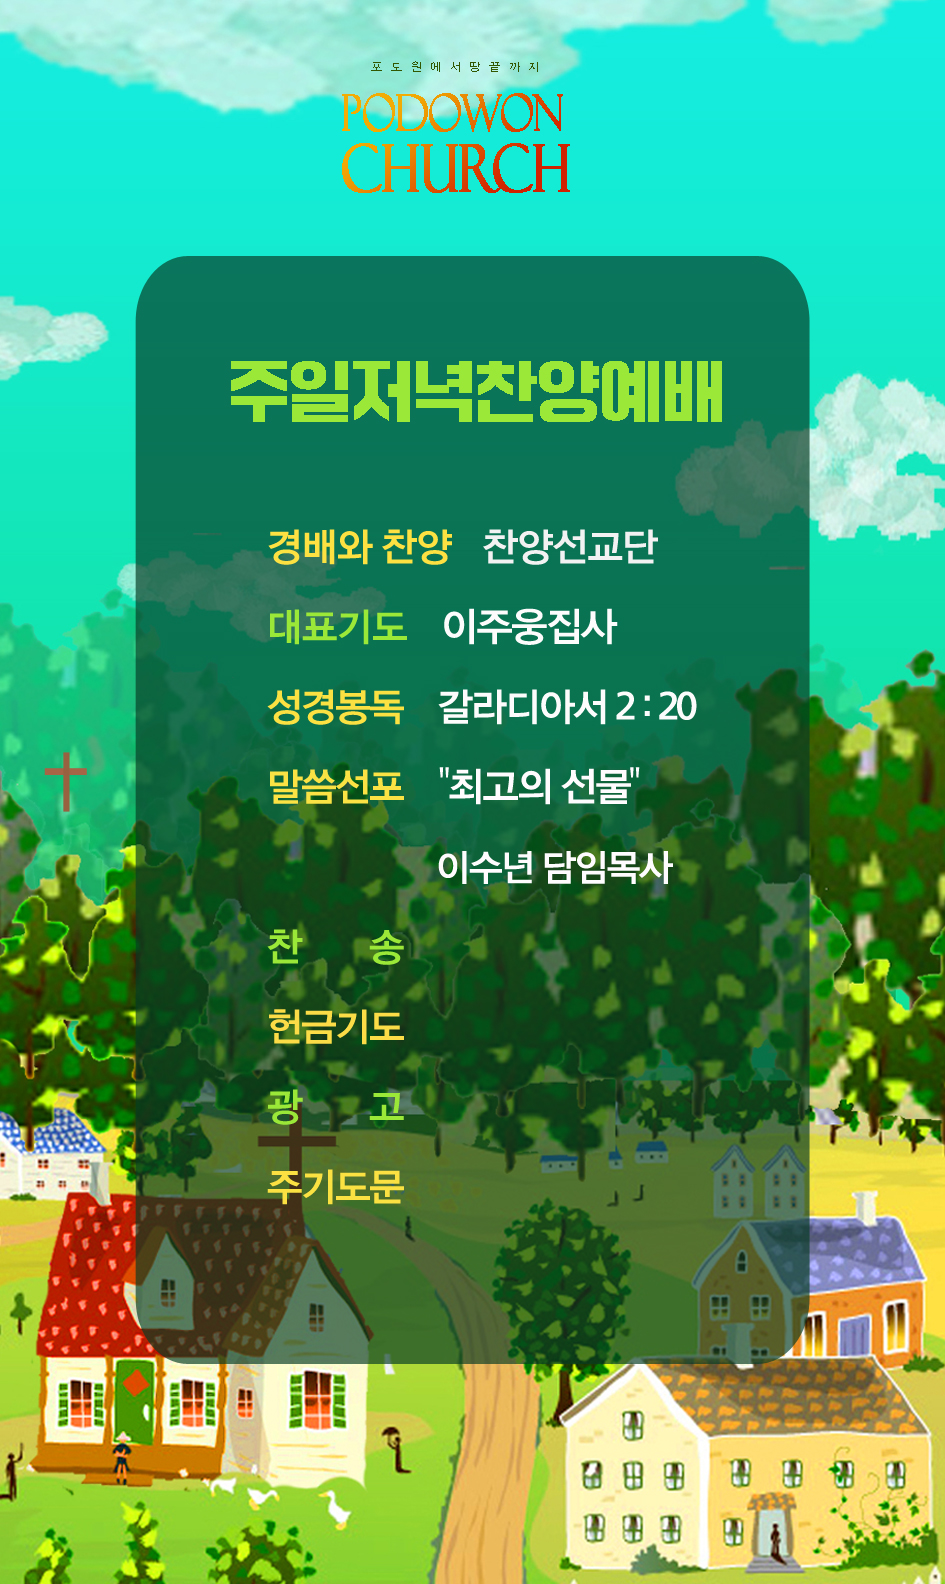 포도원에서땅끝까지
PODOWON
CHURCH
주일저녁찬양예배
경배와 찬양 찬양선교단
대표기도 이주웅집사
성경봉독 갈라디아서 2 : 20
말씀선포 "최고의 선물"
이수년 담임목사
찬 송
헌금기도
광 고
주기도문